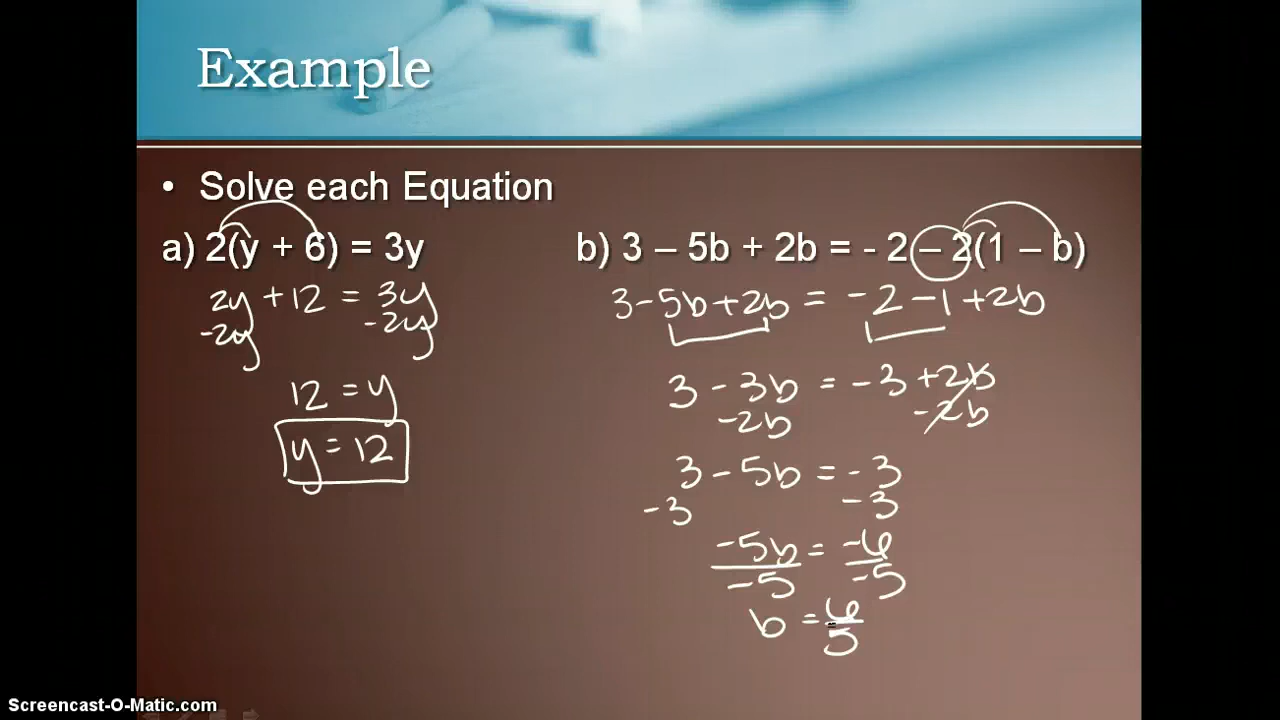 Example
• Solve each Equation
a) 2(y + 6) = 3y
2y + 12 = 3y
-2y -2y
12 = y
y = 12
b) 3 – 5b + 2b = - 2 – 2(1 – b)
3 - 5b + 2b = -2 - 1 + 2b
3 - 3b = -3 + 2b
-2b -2b
3 - 5b = -3
-3 -3
-5b = -6
-5 -5
b = 6
5
Screencast-O-Matic.com